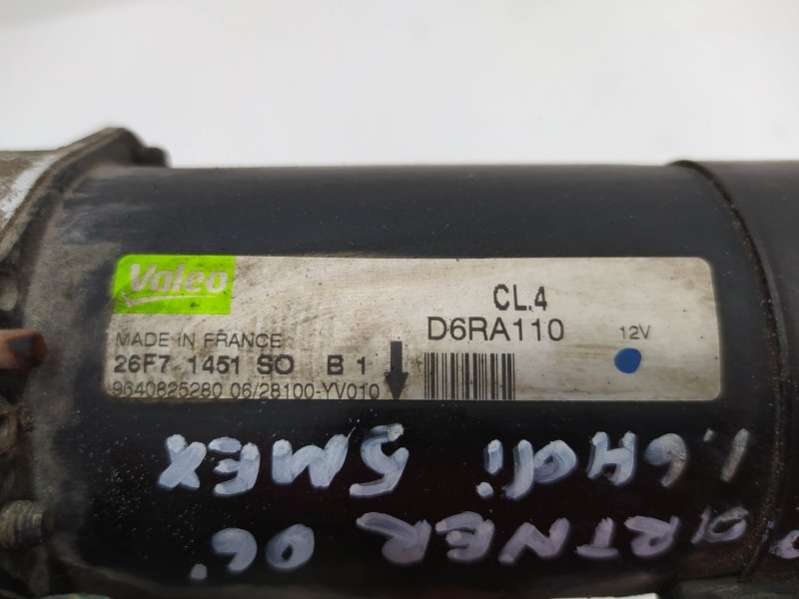 Valeo
CL.4
D6RA110
12V
MADE IN FRANCE
26F7 1451 SO B 1
9640825280 06/28100-YV010
PARTNER 06'
1.6HDi 5MEX